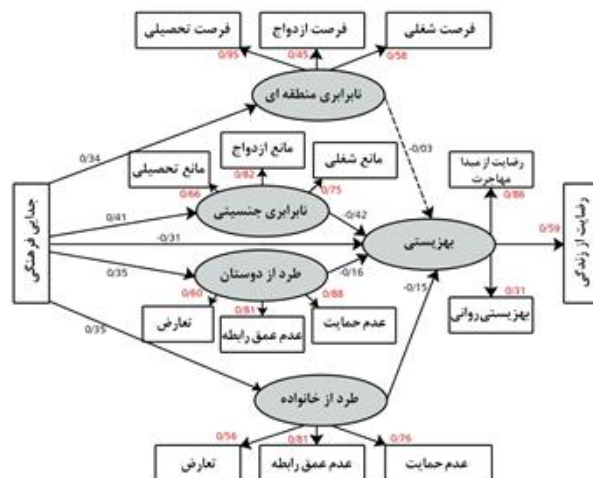 فرصت شغلی
فرصت ازدواج
فرصت تحصیلی
0/58
0/45
0/95
نابرابری منطقه ای
0/34
-0/03
مانع ازدواج
مانع شغلی
مانع تحصیلی
0/82
0/75
0/66
رضایت از مبدا
مهاجرت
0/86
نابرابری جنسیتی
0/41
-0/42
جدایی فرهنگی
-0/31
بهزیستی
0/59
رضایت از زندگی
0/35
طرد از دوستان
-0/16
0/88
0/81
0/60
-0/15
0/31
بهزیستی روانی
عدم حمایت
عدم عمق رابطه
تعارض
0/35
طرد از خانواده
0/76
0/81
0/56
عدم حمایت
عدم عمق رابطه
تعارض